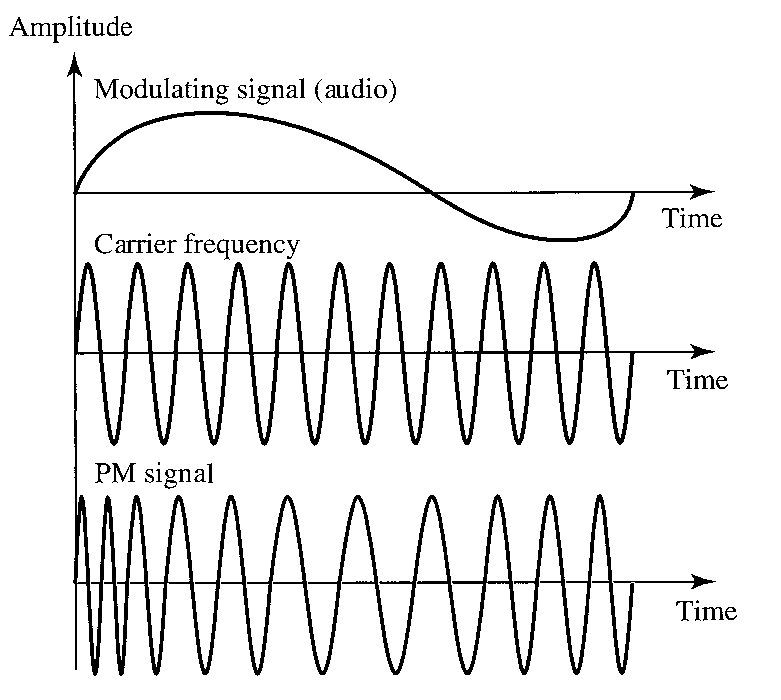 Amplitude
Modulating signal (audio)
Time
Carrier frequency
Time
PM signal
Time